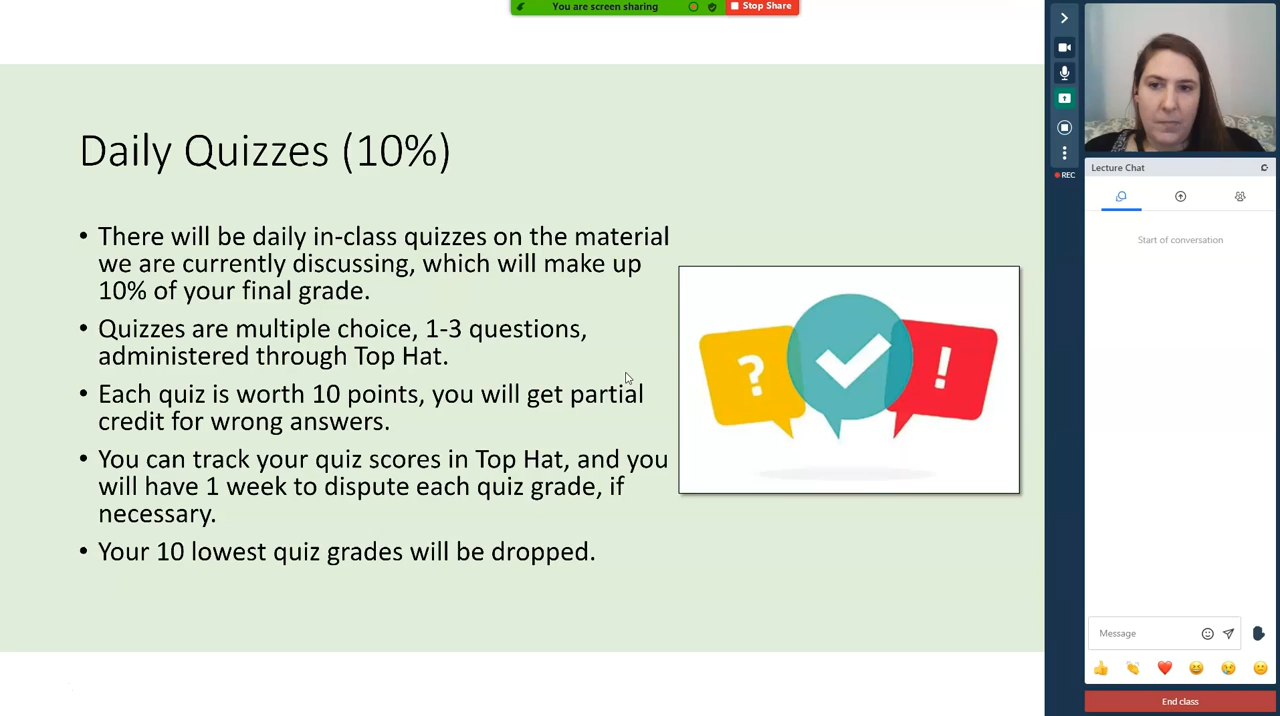 You are screen sharing
Stop Share
Daily Quizzes (10%)
• There will be daily in-class quizzes on the material
we are currently discussing, which will make up
10% of your final grade.
• Quizzes are multiple choice, 1-3 questions,
administered through Top Hat.
• Each quiz is worth 10 points, you will get partial
credit for wrong answers.
• You can track your quiz scores in Top Hat, and you
will have 1 week to dispute each quiz grade, if
necessary.
• Your 10 lowest quiz grades will be dropped.
? !
REC
Lecture Chat
Start of conversation
Message
End class